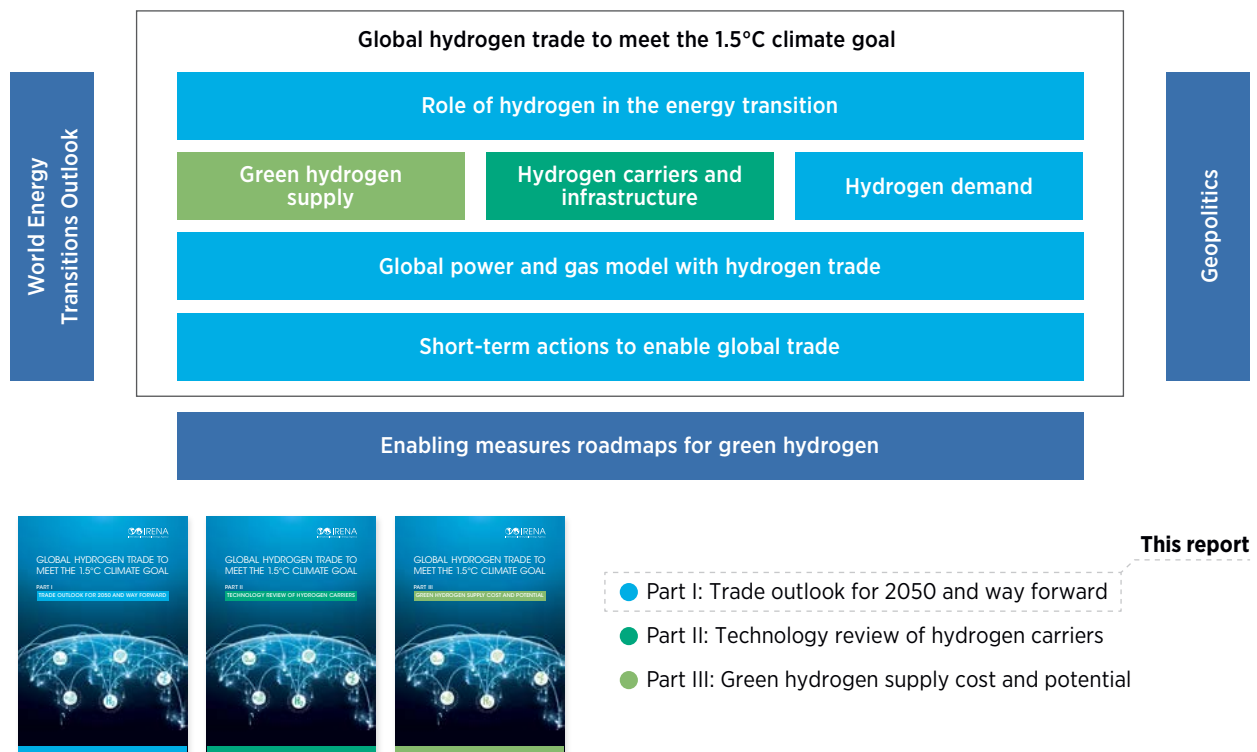 Global hydrogen trade to meet the 1.5°C climate goal
World Energy
Transitions Outlook
Role of hydrogen in the energy transition
Green hydrogen
supply
Hydrogen carriers and
infrastructure
Hydrogen demand
Global power and gas model with hydrogen trade
Short-term actions to enable global trade
Geopolitics
Enabling measures roadmaps for green hydrogen
IRENA
GLOBAL HYDROGEN TRADE TO
MEET THE 1.5°C CLIMATE GOAL
PART I
TRADE OUTLOOK FOR 2050 AND WAY FORWARD
H₂
IRENA
GLOBAL HYDROGEN TRADE TO
MEET THE 1.5°C CLIMATE GOAL
PART II
TECHNOLOGY REVIEW OF HYDROGEN CARRIERS
H₂
IRENA
GLOBAL HYDROGEN TRADE TO
MEET THE 1.5°C CLIMATE GOAL
PART III
GREEN HYDROGEN SUPPLY COST AND POTENTIAL
H₂
This report
Part I: Trade outlook for 2050 and way forward
Part II: Technology review of hydrogen carriers
Part III: Green hydrogen supply cost and potential